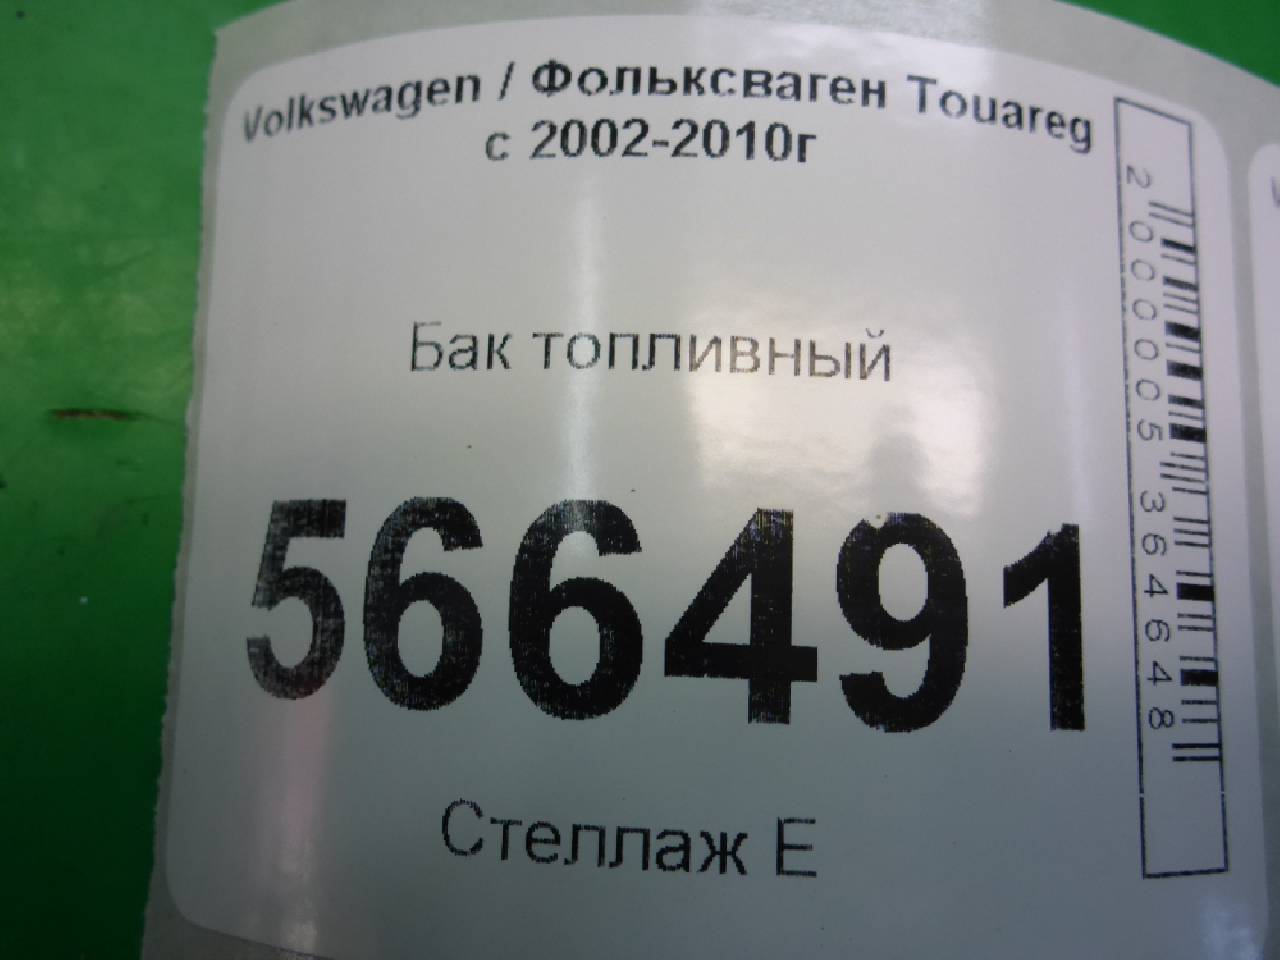 Volkswagen / Фольксваген Touareg
с 2002-2010г
Бак топливный
566491
Стеллаж Е
2000005364648